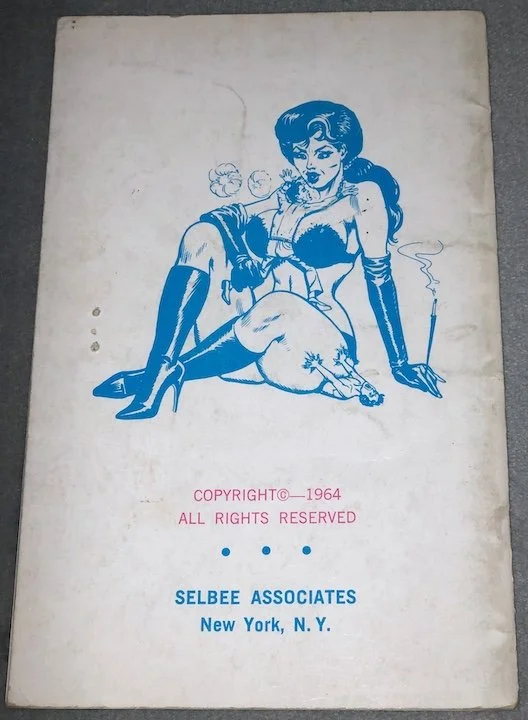 COPYRIGHT©—1964
ALL RIGHTS RESERVED
SELBEE ASSOCIATES
New York, N. Y.